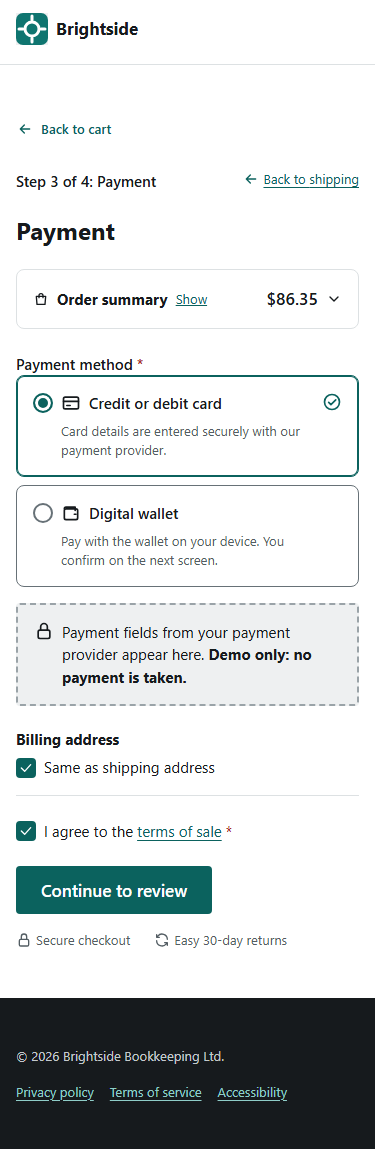 Brightside
Back to cart
Step 3 of 4: Payment
Back to shipping
Payment
Order summary Show $86.35
Payment method *
Credit or debit card
Card details are entered securely with our
payment provider.
Digital wallet
Pay with the wallet on your device. You
confirm on the next screen.
Payment fields from your payment
provider appear here. Demo only: no
payment is taken.
Billing address
Same as shipping address
I agree to the terms of sale *
Continue to review
Secure checkout Easy 30-day returns
© 2026 Brightside Bookkeeping Ltd.
Privacy policy Terms of service Accessibility